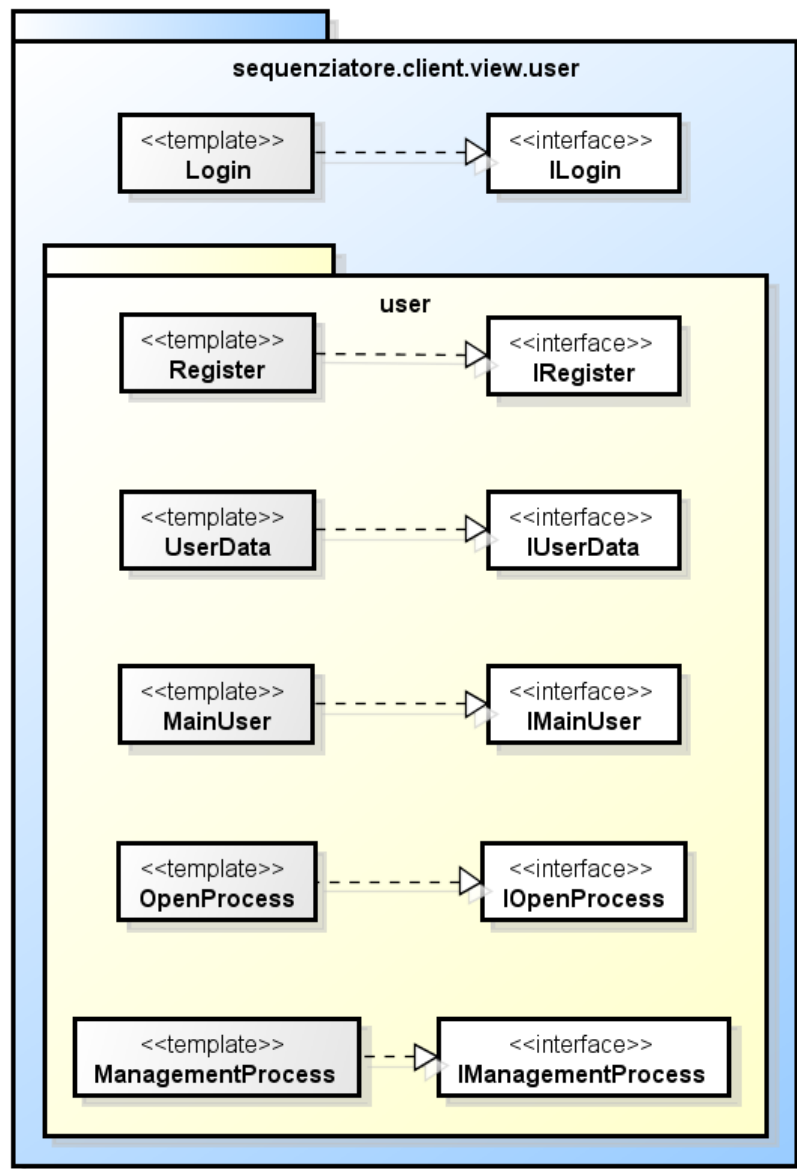 sequenziatore.client.view.user
<<template>>
Login
<<interface>>
ILogin
user
<<template>>
Register
<<interface>>
IRegister
<<template>>
UserData
<<interface>>
IUserData
<<template>>
MainUser
<<interface>>
IMainUser
<<template>>
OpenProcess
<<interface>>
IOpenProcess
<<template>>
ManagementProcess
<<interface>>
IManagementProcess